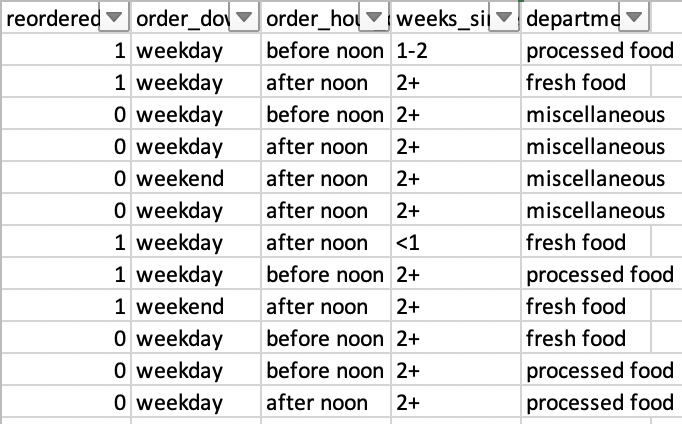 reordered order_dow order_hou weeks_sin departme
1 weekday before noon 1-2 processed food
1 weekday after noon 2+ fresh food
0 weekday before noon 2+ miscellaneous
0 weekday after noon 2+ miscellaneous
0 weekend after noon 2+ miscellaneous
0 weekday after noon 2+ miscellaneous
1 weekday after noon <1 fresh food
1 weekday before noon 2+ processed food
1 weekend after noon 2+ fresh food
0 weekday before noon 2+ fresh food
0 weekday before noon 2+ processed food
0 weekday after noon 2+ processed food